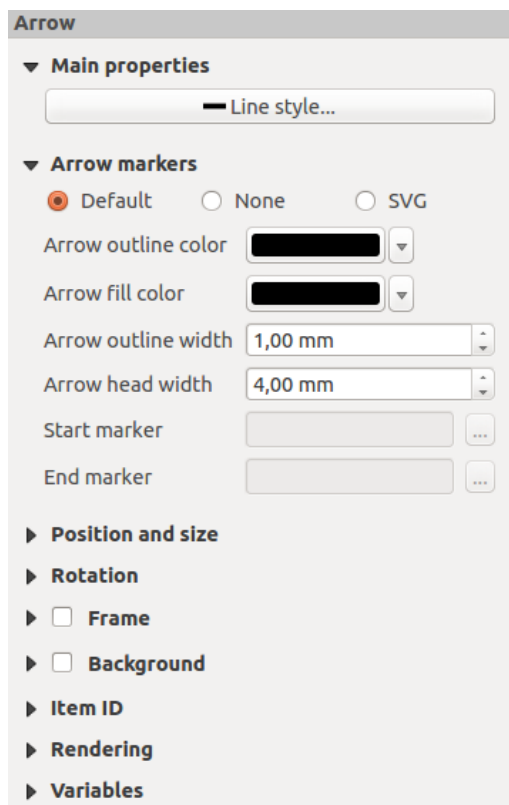 Arrow
Main properties
Line style...
Arrow markers
Default None SVG
Arrow outline color
Arrow fill color
Arrow outline width 1,00 mm
Arrow head width 4,00 mm
Start marker ...
End marker ...
Position and size
Rotation
Frame
Background
Item ID
Rendering
Variables